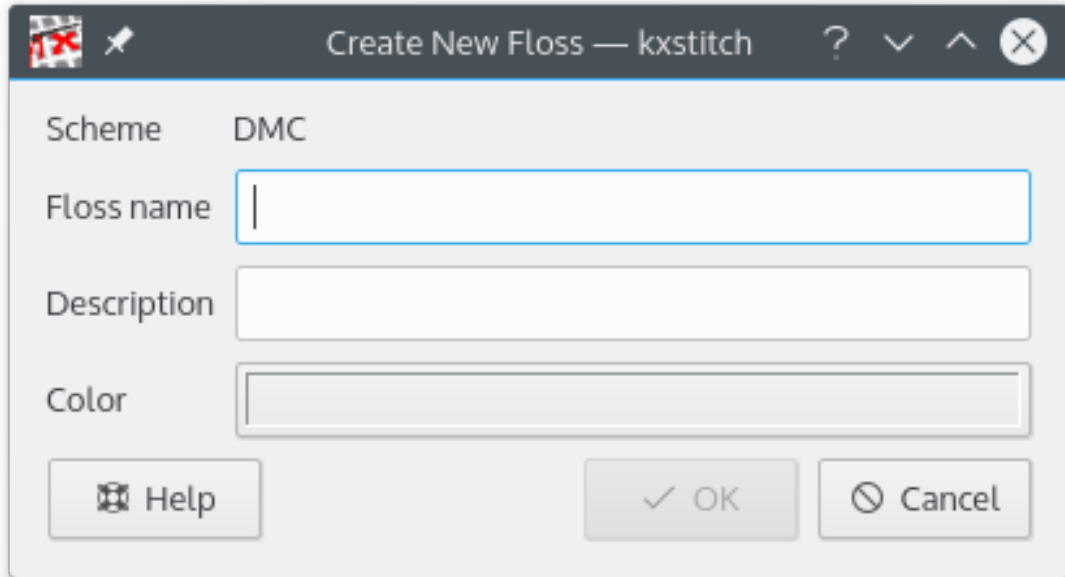 Create New Floss — kxstitch
Scheme DMC
Floss name
Description
Color
Help OK Cancel